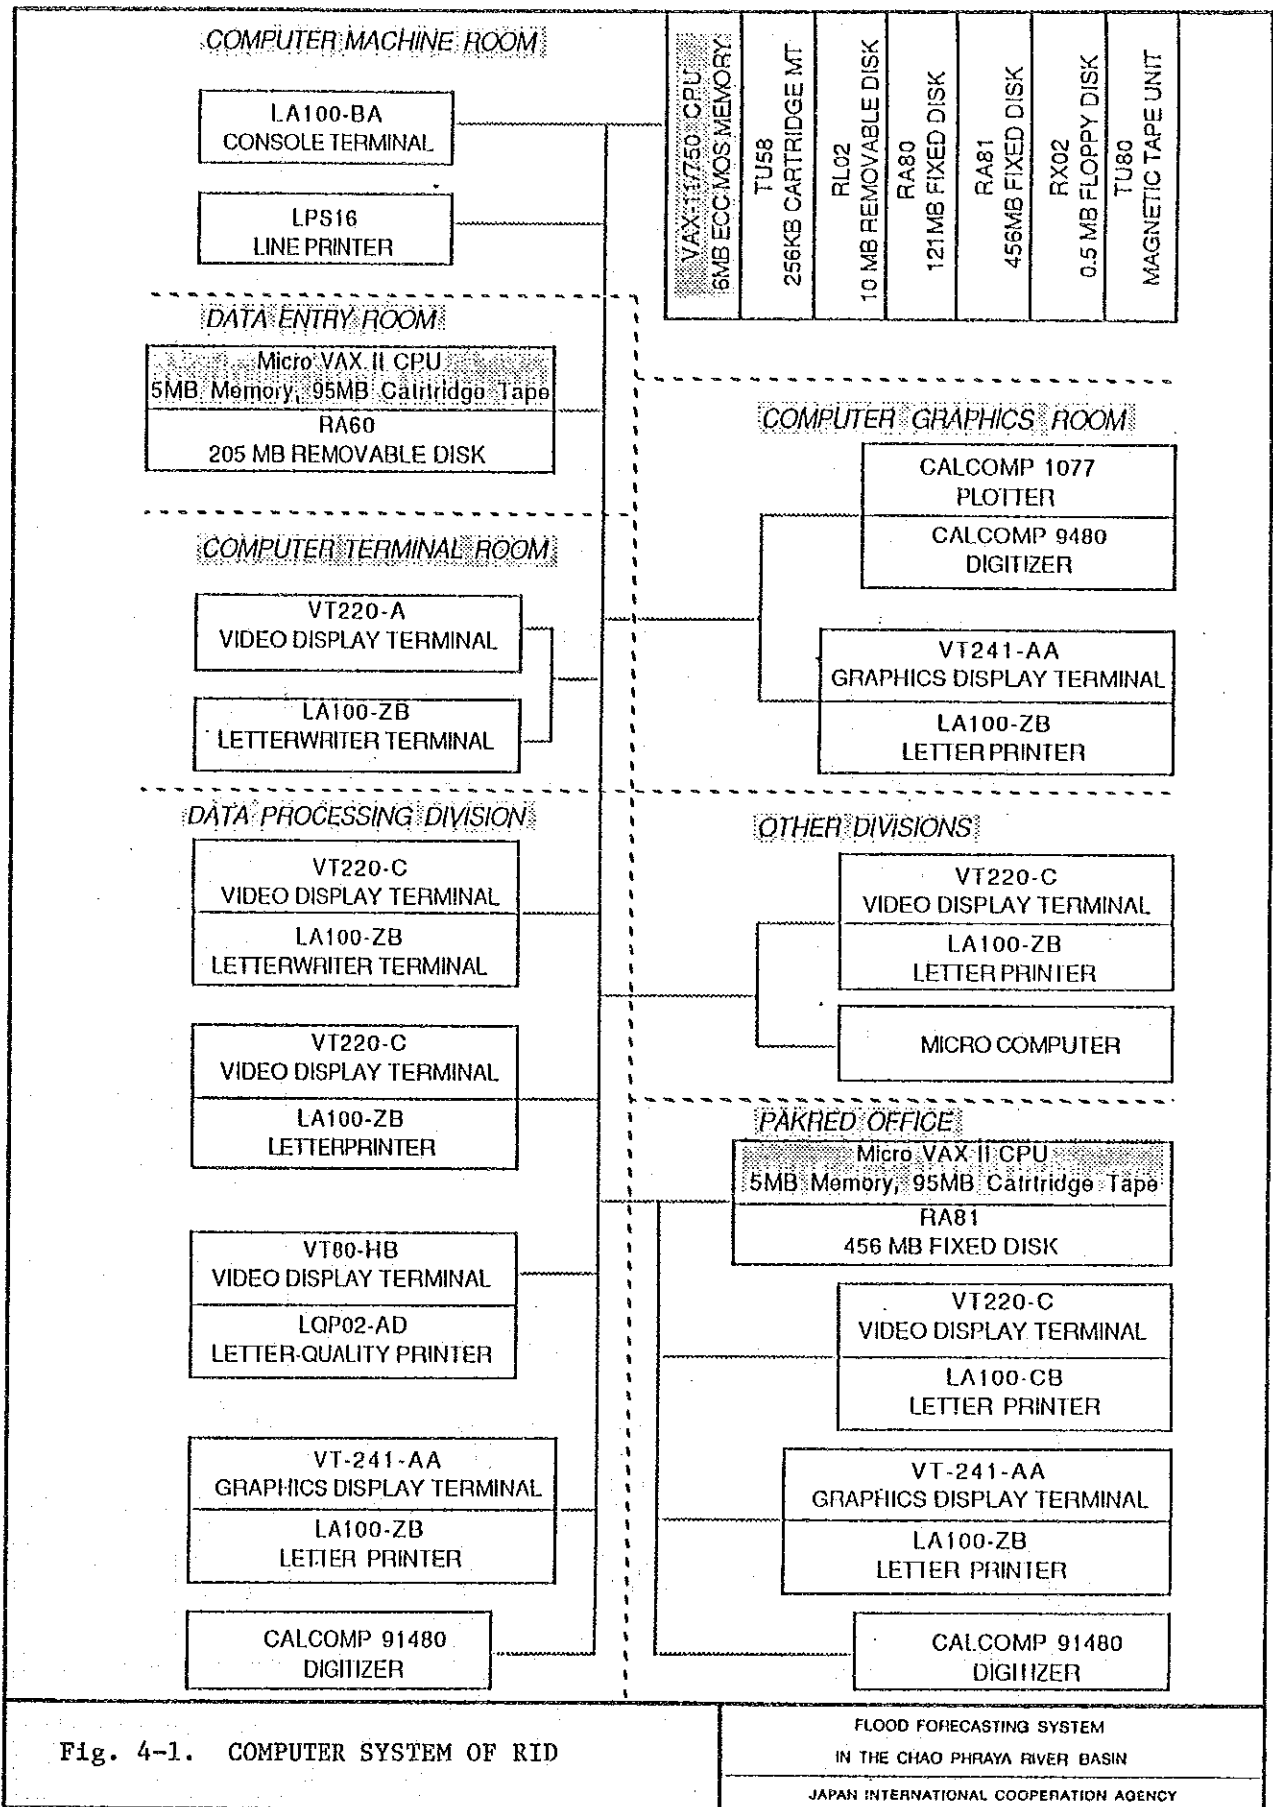 COMPUTER MACHINE ROOM
LA100-BA
CONSOLE TERMINAL
LPS16
LINE PRINTER
VAX-11/750 CPU
6MB ECC MOS MEMORY
TU58
256KB CARTRIDGE MT
RL02
10 MB REMOVABLE DISK
RA80
121MB FIXED DISK
RA81
456MB FIXED DISK
RX02
0.5 MB FLOPPY DISK
TU80
MAGNETIC TAPE UNIT
DATA ENTRY ROOM
Micro VAX II CPU
5MB Memory, 95MB Catrtridge Tape
RA60
205 MB REMOVABLE DISK
COMPUTER GRAPHICS ROOM
CALCOMP 1077
PLOTTER
CALCOMP 9480
DIGITIZER
VT241-AA
GRAPHICS DISPLAY TERMINAL
LA100-ZB
LETTER PRINTER
COMPUTER TERMINAL ROOM
VT220-A
VIDEO DISPLAY TERMINAL
LA100-ZB
LETTERWRITER TERMINAL
DATA PROCESSING DIVISION
VT220-C
VIDEO DISPLAY TERMINAL
LA100-ZB
LETTERWRITER TERMINAL
VT220-C
VIDEO DISPLAY TERMINAL
LA100-ZB
LETTERPRINTER
VT80-HB
VIDEO DISPLAY TERMINAL
LQP02-AD
LETTER-QUALITY PRINTER
VT-241-AA
GRAPHICS DISPLAY TERMINAL
LA100-ZB
LETTER PRINTER
CALCOMP 91480
DIGITIZER
OTHER DIVISIONS
VT220-C
VIDEO DISPLAY TERMINAL
LA100-ZB
LETTER PRINTER
MICRO COMPUTER
PAKRED OFFICE
Micro VAX II CPU
5MB Memory, 95MB Catrtridge Tape
RA81
456 MB FIXED DISK
VT220-C
VIDEO DISPLAY TERMINAL
LA100-CB
LETTER PRINTER
VT-241-AA
GRAPHICS DISPLAY TERMINAL
LA100-ZB
LETTER PRINTER
CALCOMP 91480
DIGITIZER
Fig. 4-1. COMPUTER SYSTEM OF RID
FLOOD FORECASTING SYSTEM
IN THE CHAO PHRAYA RIVER BASIN
JAPAN INTERNATIONAL COOPERATION AGENCY